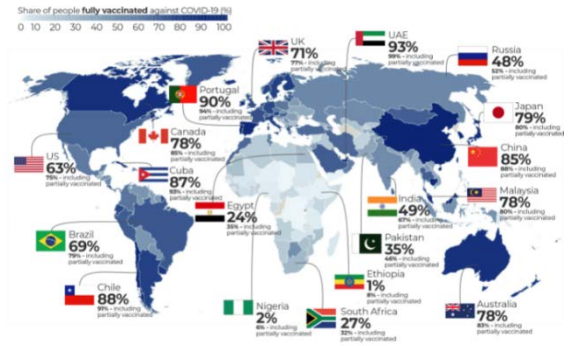 Share of people fully vaccinated against COVID-19 (%)
0 10 20 30 40 50 60 70 80 90 100
UK
71%
77% - including
partially vaccinated
UAE
93%
99% - including
partially vaccinated
Russia
48%
52% - including
partially vaccinated
Portugal
90%
94% - including
partially vaccinated
Japan
79%
80% - including
partially vaccinated
Canada
78%
85% - including
partially vaccinated
China
85%
88% - including
partially vaccinated
US
63%
75% - including
partially vaccinated
Cuba
87%
93% - including
partially vaccinated
Malaysia
78%
80% - including
partially vaccinated
Egypt
24%
35% - including
partially vaccinated
India
49%
67% - including
partially vaccinated
Brazil
69%
79% - including
partially vaccinated
Pakistan
35%
46% - including
partially vaccinated
Ethiopia
1%
8% - including
partially vaccinated
Chile
88%
91% - including
partially vaccinated
Nigeria
2%
6% - including
partially vaccinated
South Africa
27%
32% - including
partially vaccinated
Australia
78%
83% - including
partially vaccinated